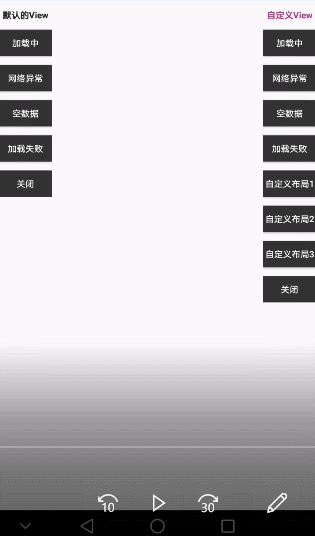 默认的View
加载中
网络异常
空数据
加载失败
关闭
自定义View
加载中
网络异常
空数据
加载失败
自定义布局1
自定义布局2
自定义布局3
关闭
10
30